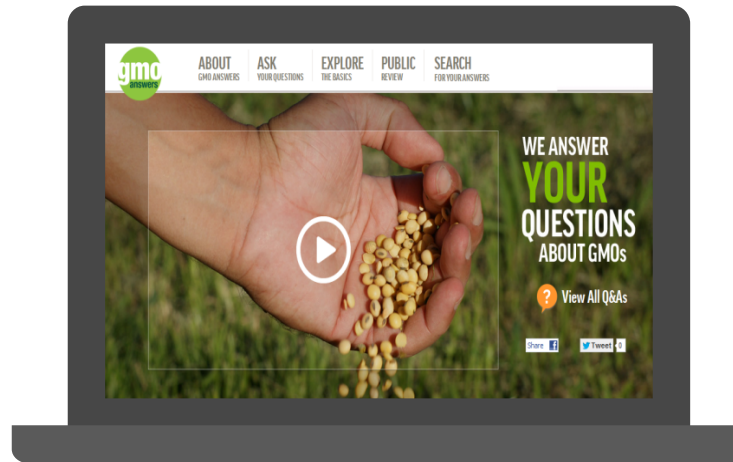 gmo
answers
ABOUT
GMO ANSWERS
ASK
YOUR QUESTIONS
EXPLORE
THE BASICS
PUBLIC
REVIEW
SEARCH
FOR YOUR ANSWERS
WE ANSWER
YOUR
QUESTIONS
ABOUT GMOs
?
View All Q&As
Share f
Tweet 0